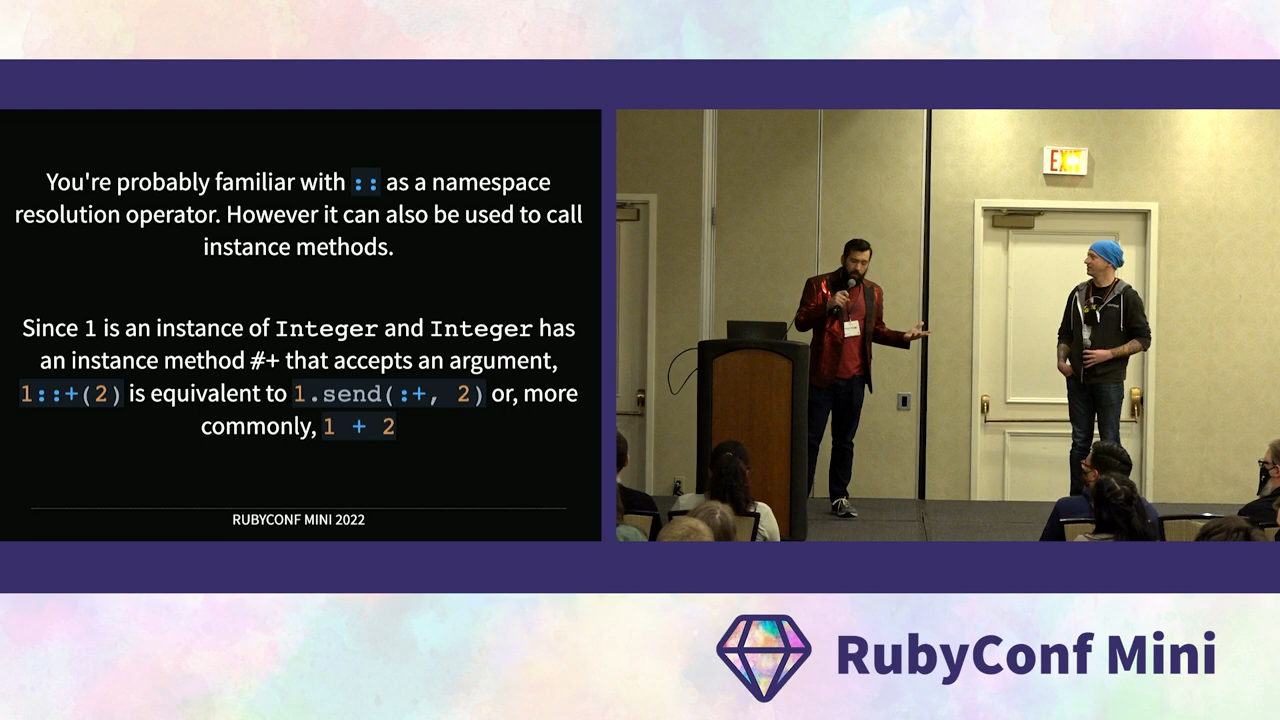 You're probably familiar with :: as a namespace
resolution operator. However it can also be used to call
instance methods.
Since 1 is an instance of Integer and Integer has
an instance method #+ that accepts an argument,
1::+(2) is equivalent to 1.send(:+, 2) or, more
commonly, 1 + 2
RUBYCONF MINI 2022
EXIT
RubyConf Mini